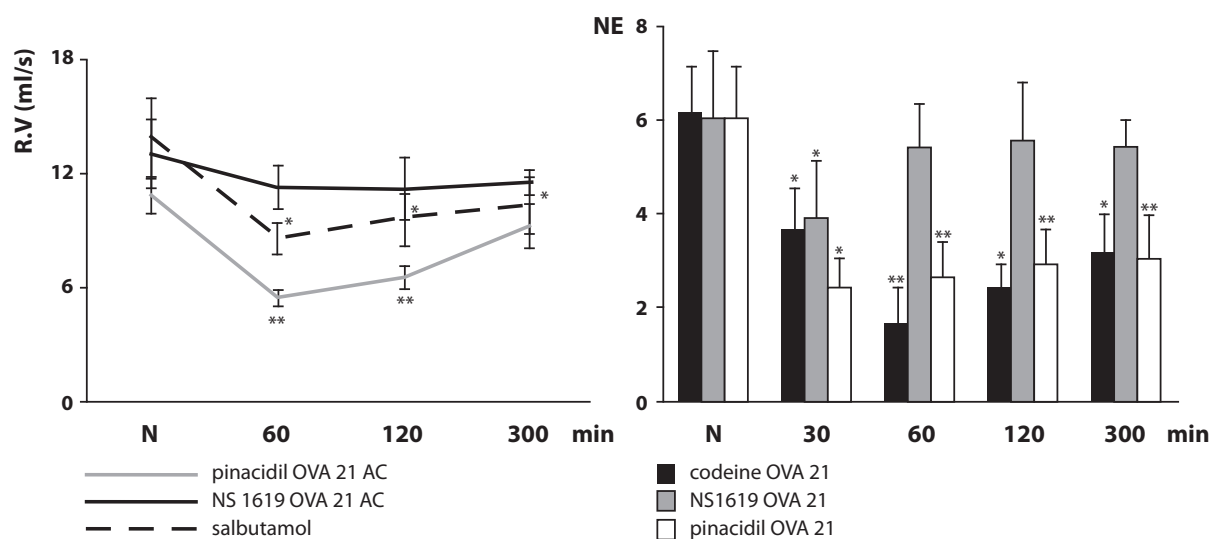 R.V (ml/s)
18
12
6
0
*
*
*
**
**
N 60 120 300 min
pinacidil OVA 21 AC
NS 1619 OVA 21 AC
salbutamol
NE
8
6
4
2
0
*
*
*
**
**
*
**
*
**
N 30 60 120 300 min
codeine OVA 21
NS1619 OVA 21
pinacidil OVA 21